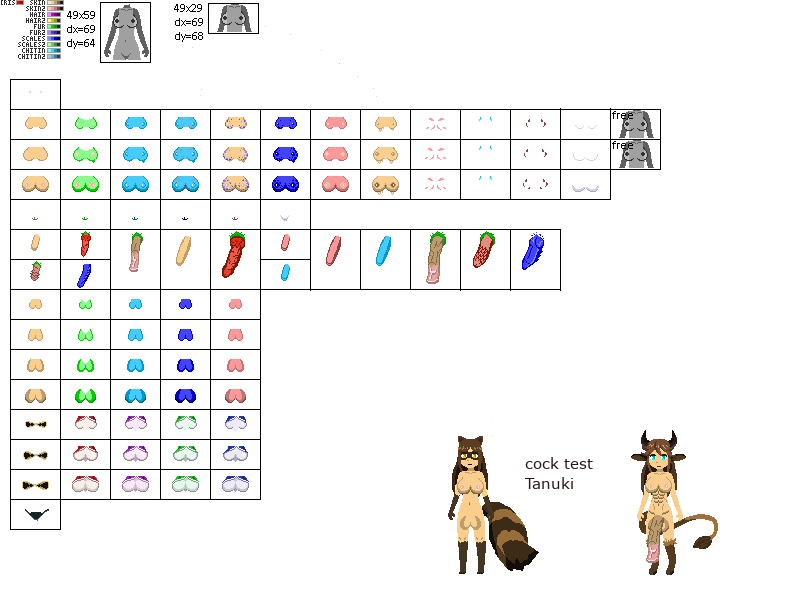 IRIS
SKIN
SKIN2
HAIR
HAIR2
FUR
FUR2
SCALES
SCALES2
CHITIN
CHITIN2
49x59
dx=69
dy=64
49x29
dx=69
dy=68
free
free
cock test
Tanuki